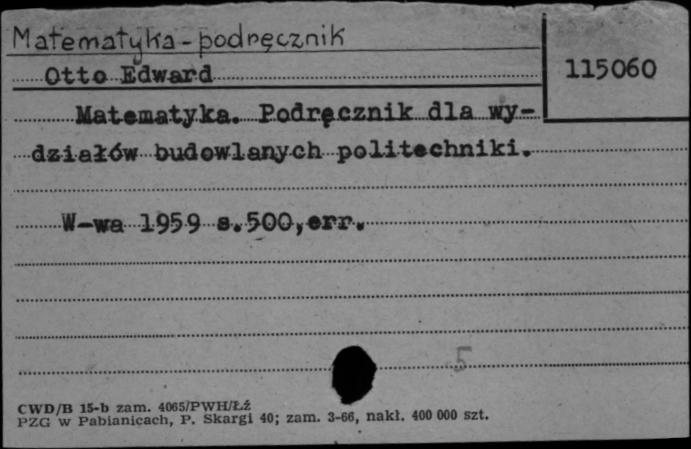 Matematyka - podręcznik
Otto Edward
115060
Matematyka. Podręcznik dla wy-
działów budowlanych politechniki.
W-wa 1959 s.500,err.
5
CWD/B 15-b zam. 4065/PWH/Łź
PZG w Pabianicach, P. Skargi 40; zam. 3-66, nakł. 400 000 szt.